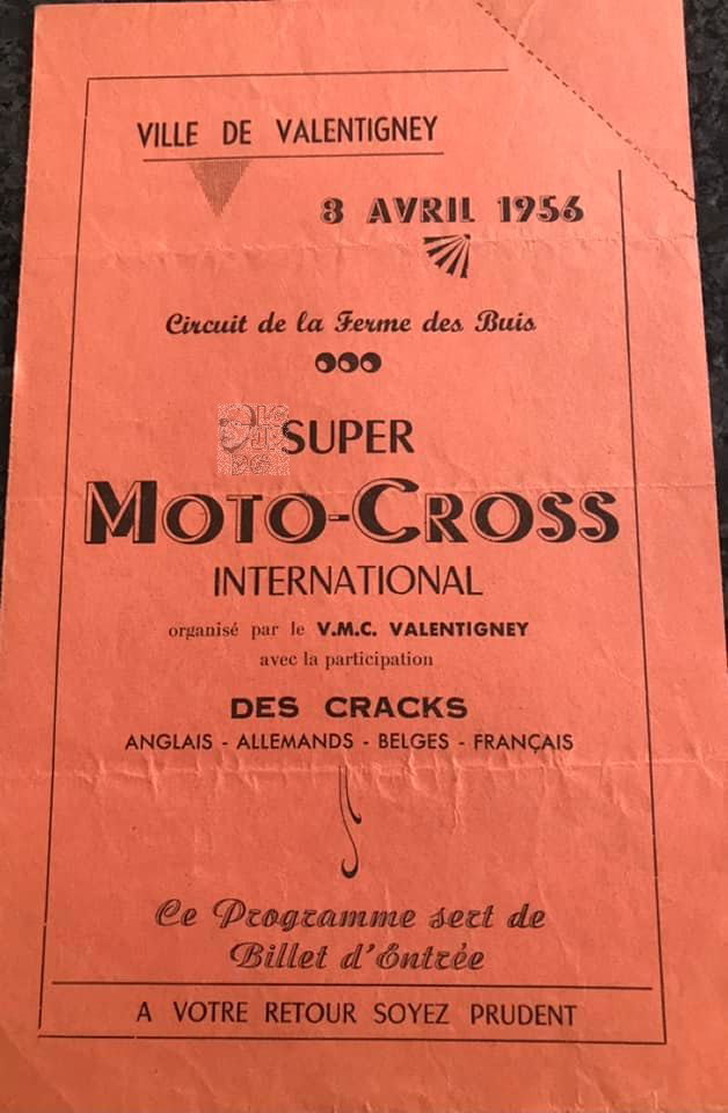 VILLE DE VALENTIGNEY
8 AVRIL 1956
Circuit de la Ferme des Buis
SUPER
MOTO-CROSS
INTERNATIONAL
organisé par le V.M.C. VALENTIGNEY
avec la participation
DES CRACKS
ANGLAIS - ALLEMANDS - BELGES - FRANÇAIS
Ce Programme sert de
Billet d'Entrée
A VOTRE RETOUR SOYEZ PRUDENT